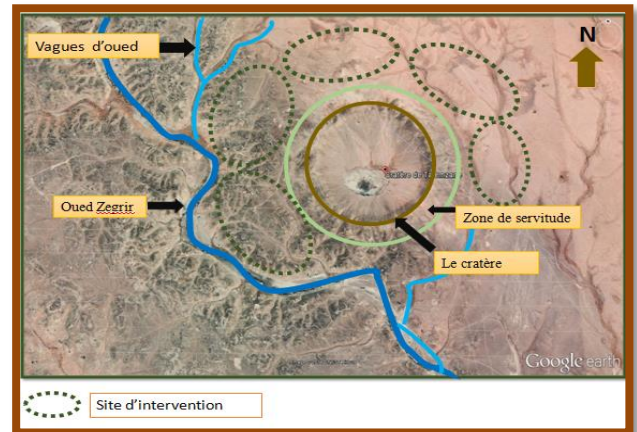 Vagues d'oued
N
Oued Zegrir
Zone de servitude
Le cratère
Google earth
Site d'intervention